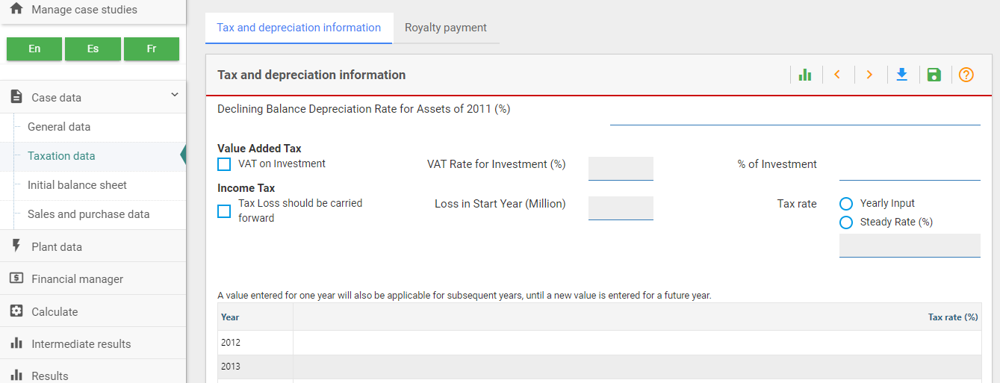 Manage case studies
En Es Fr
Case data
General data
Taxation data
Initial balance sheet
Sales and purchase data
Plant data
Financial manager
Calculate
Intermediate results
Results
Tax and depreciation information Royalty payment
Tax and depreciation information
Declining Balance Depreciation Rate for Assets of 2011 (%)
Value Added Tax
VAT on Investment VAT Rate for Investment (%) % of Investment
Income Tax
Tax Loss should be carried Loss in Start Year (Million) Tax rate Yearly Input
forward Steady Rate (%)
A value entered for one year will also be applicable for subsequent years, until a new value is entered for a future year.
Year Tax rate (%)
2012
2013